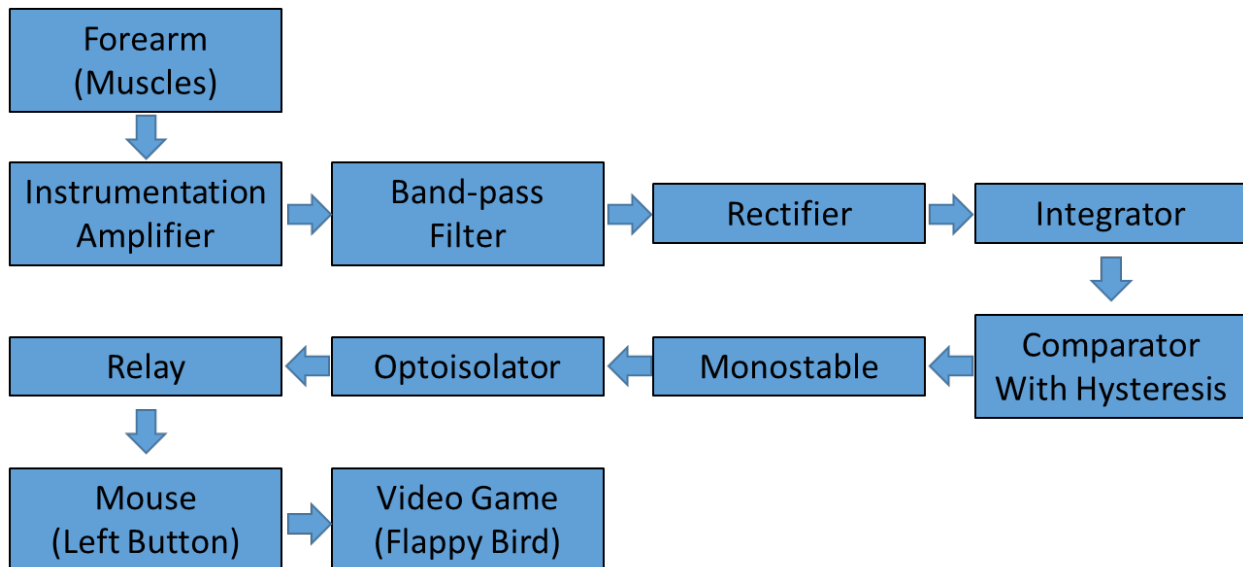 Forearm
(Muscles)
Instrumentation
Amplifier
Band-pass
Filter
Rectifier
Integrator
Comparator
With Hysteresis
Monostable
Optoisolator
Relay
Mouse
(Left Button)
Video Game
(Flappy Bird)